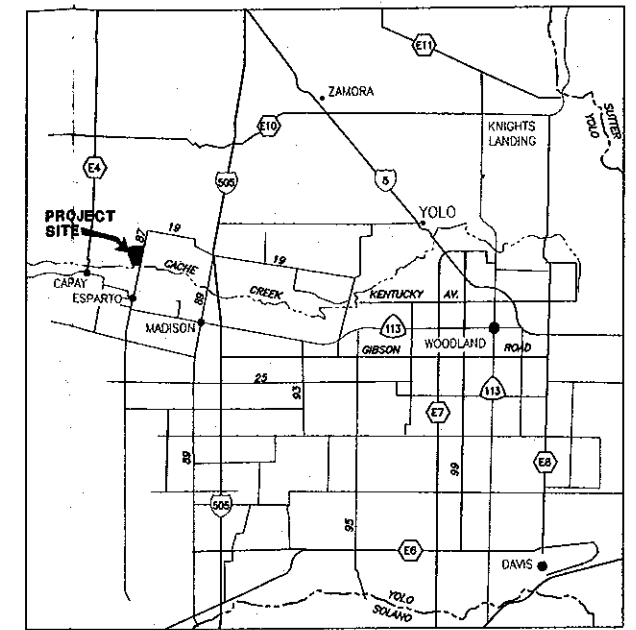 E11
ZAMORA
SUTTER
YOLO
E10
KNIGHTS
LANDING
E4
505
5
PROJECT
SITE
87
19
YOLO
19
CACHE
CREEK
CAPAY
ESPARTO
89
KENTUCKY AV.
MADISON
113
WOODLAND
GIBSON ROAD
25
93
113
E7
89
99
E8
505
95
E6
DAVIS
YOLO
SOLANO